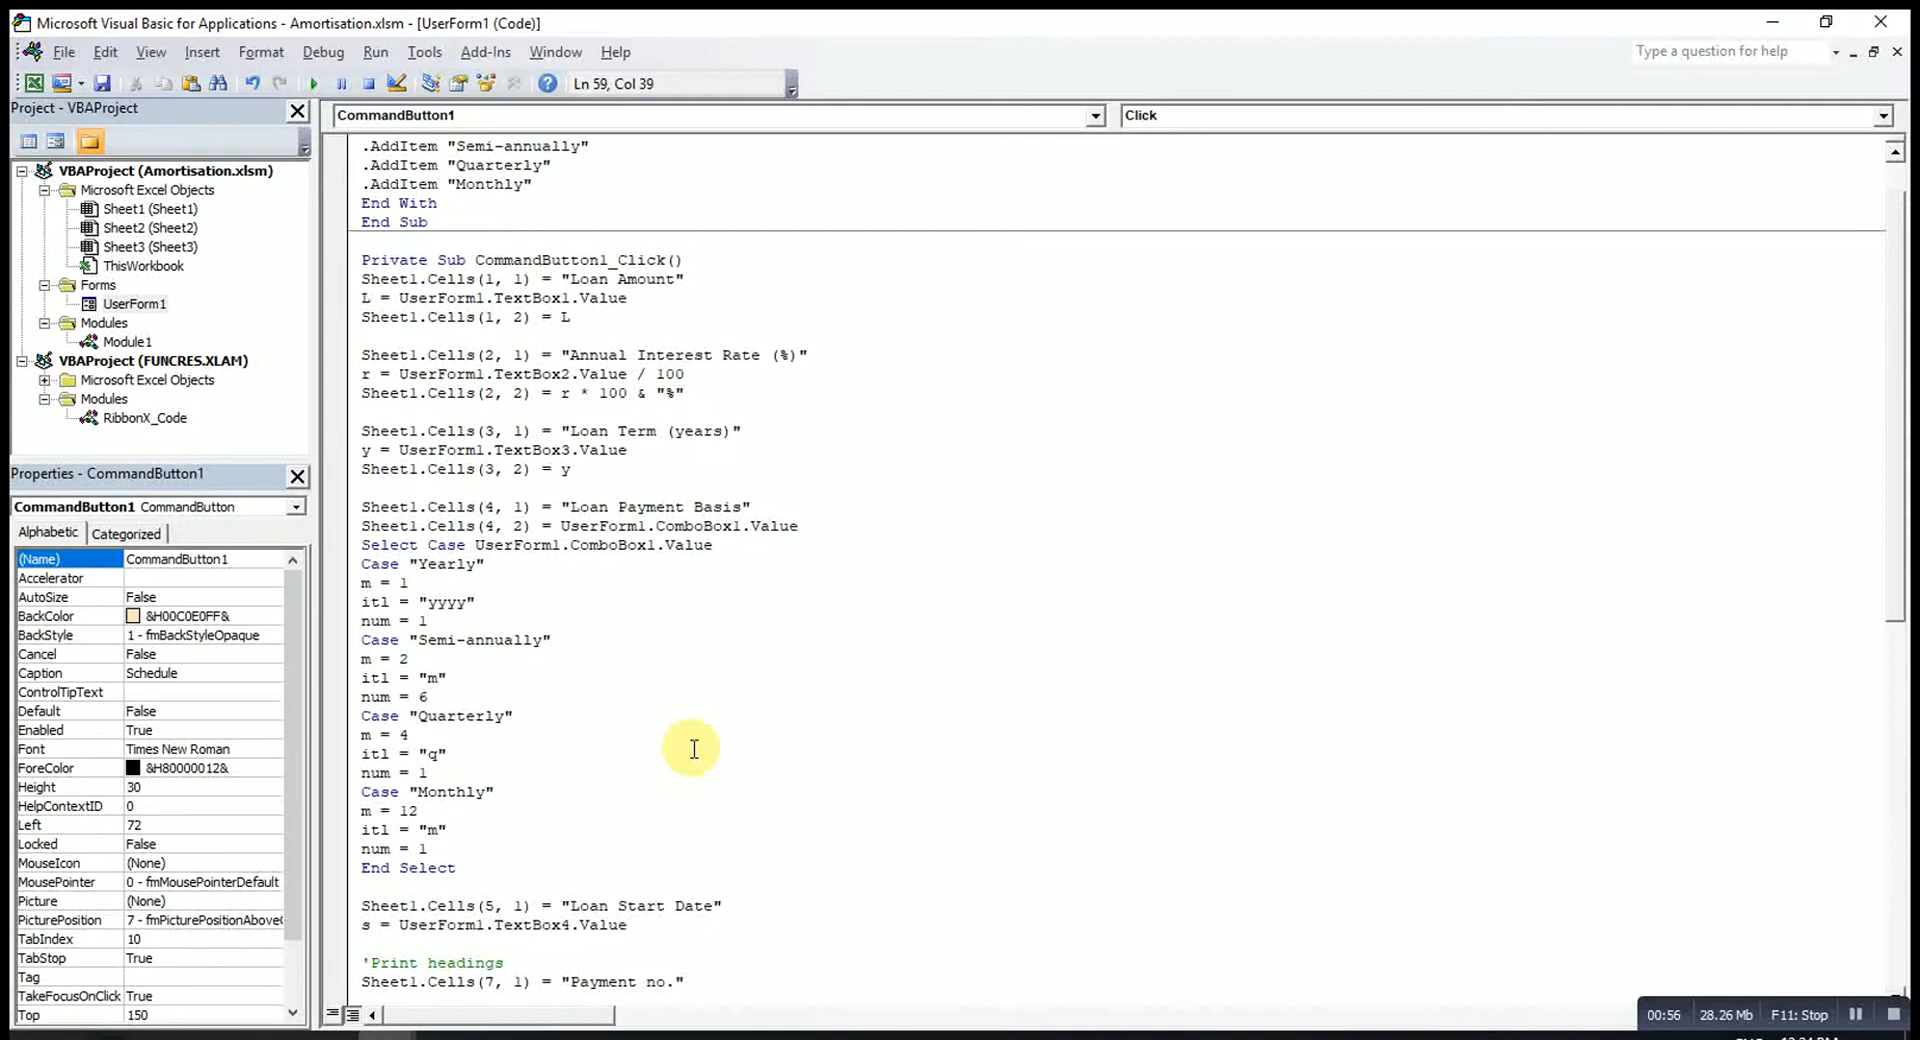 Microsoft Visual Basic for Applications - Amortisation.xlsm - [UserForm1 (Code)]
File Edit View Insert Format Debug Run Tools Add-Ins Window Help
Type a question for help
Ln 59, Col 39
Project - VBAProject
VBAProject (Amortisation.xlsm)
Microsoft Excel Objects
Sheet1 (Sheet1)
Sheet2 (Sheet2)
Sheet3 (Sheet3)
ThisWorkbook
Forms
UserForm1
Modules
Module1
VBAProject (FUNCRES.XLAM)
Microsoft Excel Objects
Modules
RibbonX_Code
Properties - CommandButton1
CommandButton1 CommandButton
Alphabetic Categorized
(Name) CommandButton1
Accelerator
AutoSize False
BackColor &H00C0E0FF&
BackStyle 1 - fmBackStyleOpaque
Cancel False
Caption Schedule
ControlTipText
Default False
Enabled True
Font Times New Roman
ForeColor &H80000012&
Height 30
HelpContextID 0
Left 72
Locked False
MouseIcon (None)
MousePointer 0 - fmMousePointerDefault
Picture (None)
PicturePosition 7 - fmPicturePositionAbove
TabIndex 10
TabStop True
Tag
TakeFocusOnClick True
Top 150
CommandButton1
Click
.AddItem "Semi-annually"
.AddItem "Quarterly"
.AddItem "Monthly"
End With
End Sub
Private Sub CommandButton1_Click()
Sheet1.Cells(1, 1) = "Loan Amount"
L = UserForm1.TextBox1.Value
Sheet1.Cells(1, 2) = L
Sheet1.Cells(2, 1) = "Annual Interest Rate (%)"
r = UserForm1.TextBox2.Value / 100
Sheet1.Cells(2, 2) = r * 100 & "%"
Sheet1.Cells(3, 1) = "Loan Term (years)"
y = UserForm1.TextBox3.Value
Sheet1.Cells(3, 2) = y
Sheet1.Cells(4, 1) = "Loan Payment Basis"
Sheet1.Cells(4, 2) = UserForm1.ComboBox1.Value
Select Case UserForm1.ComboBox1.Value
Case "Yearly"
m = 1
itl = "yyyy"
num = 1
Case "Semi-annually"
m = 2
itl = "m"
num = 6
Case "Quarterly"
m = 4
itl = "q"
num = 1
Case "Monthly"
m = 12
itl = "m"
num = 1
End Select
Sheet1.Cells(5, 1) = "Loan Start Date"
s = UserForm1.TextBox4.Value
'Print headings
Sheet1.Cells(7, 1) = "Payment no."
00:56 28.26 Mb F11: Stop